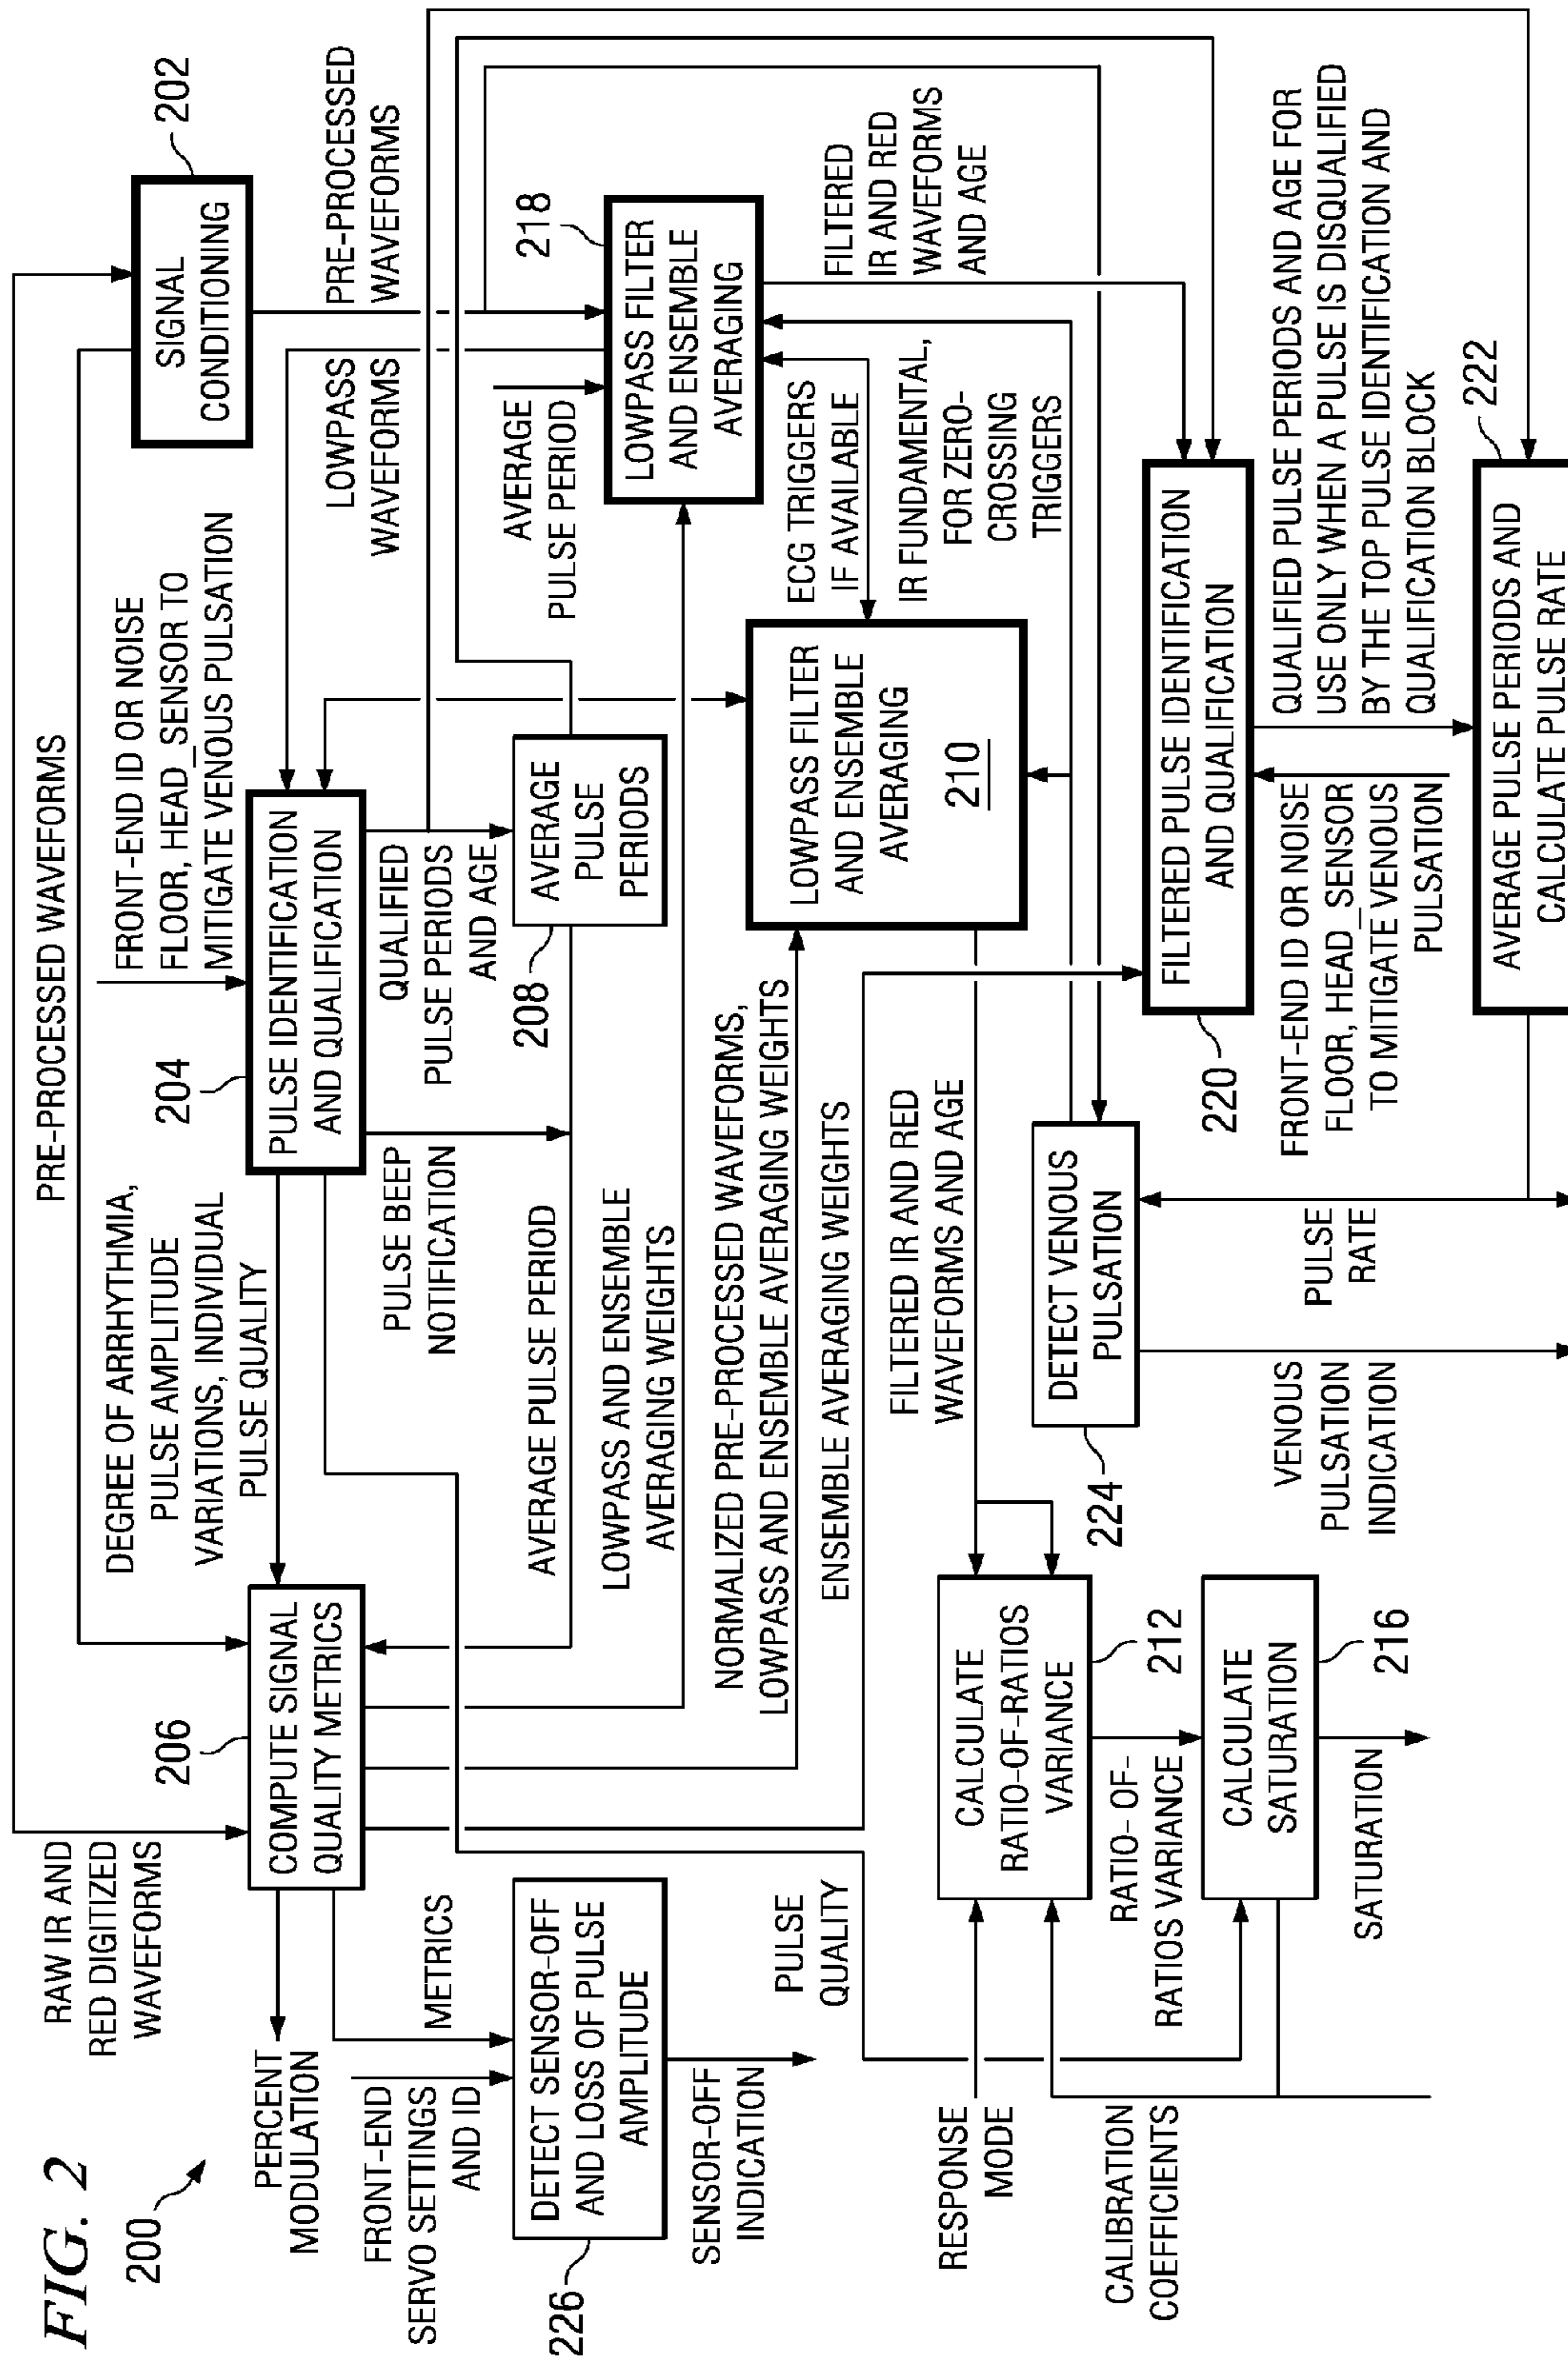 FIG. 2
200
RAW IR AND
RED DIGITIZED
WAVEFORMS
PRE-PROCESSED WAVEFORMS
SIGNAL
CONDITIONING
202
PRE-PROCESSED
WAVEFORMS
FRONT-END ID OR NOISE
FLOOR, HEAD_SENSOR TO
MITIGATE VENOUS PULSATION
DEGREE OF ARRHYTHMIA,
PULSE AMPLITUDE
VARIATIONS, INDIVIDUAL
PULSE QUALITY
204
PULSE IDENTIFICATION
AND QUALIFICATION
206
COMPUTE SIGNAL
QUALITY METRICS
PERCENT
MODULATION
LOWPASS
WAVEFORMS
QUALIFIED
PULSE PERIODS
AND AGE
PULSE BEEP
NOTIFICATION
METRICS
FRONT-END
SERVO SETTINGS
AND ID
AVERAGE
PULSE PERIOD
218
LOWPASS FILTER
AND ENSEMBLE
AVERAGING
208
AVERAGE
PULSE
PERIODS
AVERAGE PULSE PERIOD
226
DETECT SENSOR-OFF
AND LOSS OF PULSE
AMPLITUDE
SENSOR-OFF
INDICATION
LOWPASS AND ENSEMBLE
AVERAGING WEIGHTS
NORMALIZED PRE-PROCESSED WAVEFORMS,
LOWPASS AND ENSEMBLE AVERAGING WEIGHTS
LOWPASS FILTER
AND ENSEMBLE
AVERAGING
210
ECG TRIGGERS
IF AVAILABLE
FILTERED
IR AND RED
WAVEFORMS
AND AGE
IR FUNDAMENTAL,
FOR ZERO-
CROSSING
TRIGGERS
PULSE
QUALITY
ENSEMBLE AVERAGING WEIGHTS
FILTERED IR AND RED
WAVEFORMS AND AGE
RESPONSE
MODE
CALCULATE
RATIO-OF-RATIOS
VARIANCE
212
DETECT VENOUS
PULSATION
224
FILTERED PULSE IDENTIFICATION
AND QUALIFICATION
220
CALIBRATION
COEFFICIENTS
RATIO- OF-
RATIOS VARIANCE
CALCULATE
SATURATION
216
SATURATION
VENOUS
PULSATION
INDICATION
PULSE
RATE
FRONT-END ID OR NOISE
FLOOR, HEAD_SENSOR
TO MITIGATE VENOUS
PULSATION
QUALIFIED PULSE PERIODS AND AGE FOR
USE ONLY WHEN A PULSE IS DISQUALIFIED
BY THE TOP PULSE IDENTIFICATION AND
QUALIFICATION BLOCK
222
AVERAGE PULSE PERIODS AND
CALCULATE PULSE RATE